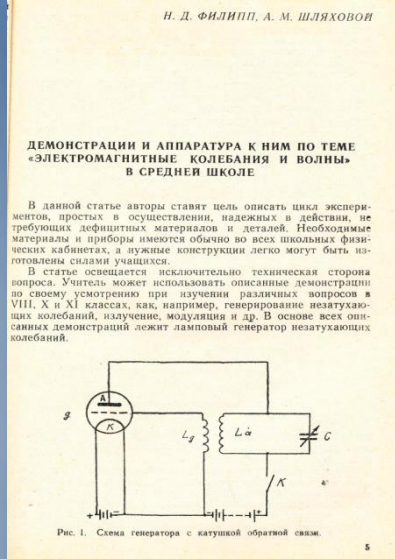 Н. Д. ФИЛИПП, А. М. ШЛЯХОВОЙ
ДЕМОНСТРАЦИИ И АППАРАТУРА К НИМ ПО ТЕМЕ
«ЭЛЕКТРОМАГНИТНЫЕ КОЛЕБАНИЯ И ВОЛНЫ»
В СРЕДНЕЙ ШКОЛЕ
В данной статье авторы ставят цель описать цикл экспери-
ментов, простых в осуществлении, надежных в действии, не
требующих дефицитных материалов и деталей. Необходимые
материалы и приборы имеются обычно во всех школьных физи-
ческих кабинетах, а нужные конструкции легко могут быть из-
готовлены силами учащихся.
В статье освещается исключительно техническая сторона
вопроса. Учитель может использовать описанные демонстрации
по своему усмотрению при изучении различных вопросов в
VIII, X и XI классах, как, например, генерирование незатухаю-
щих колебаний, излучение, модуляция и др. В основе всех опи-
санных демонстраций лежит ламповый генератор незатухающих
колебаний.
А
g
К
Lg
Lа
C
К
+ − − +
Рис. 1. Схема генератора с катушкой обратной связи.
5